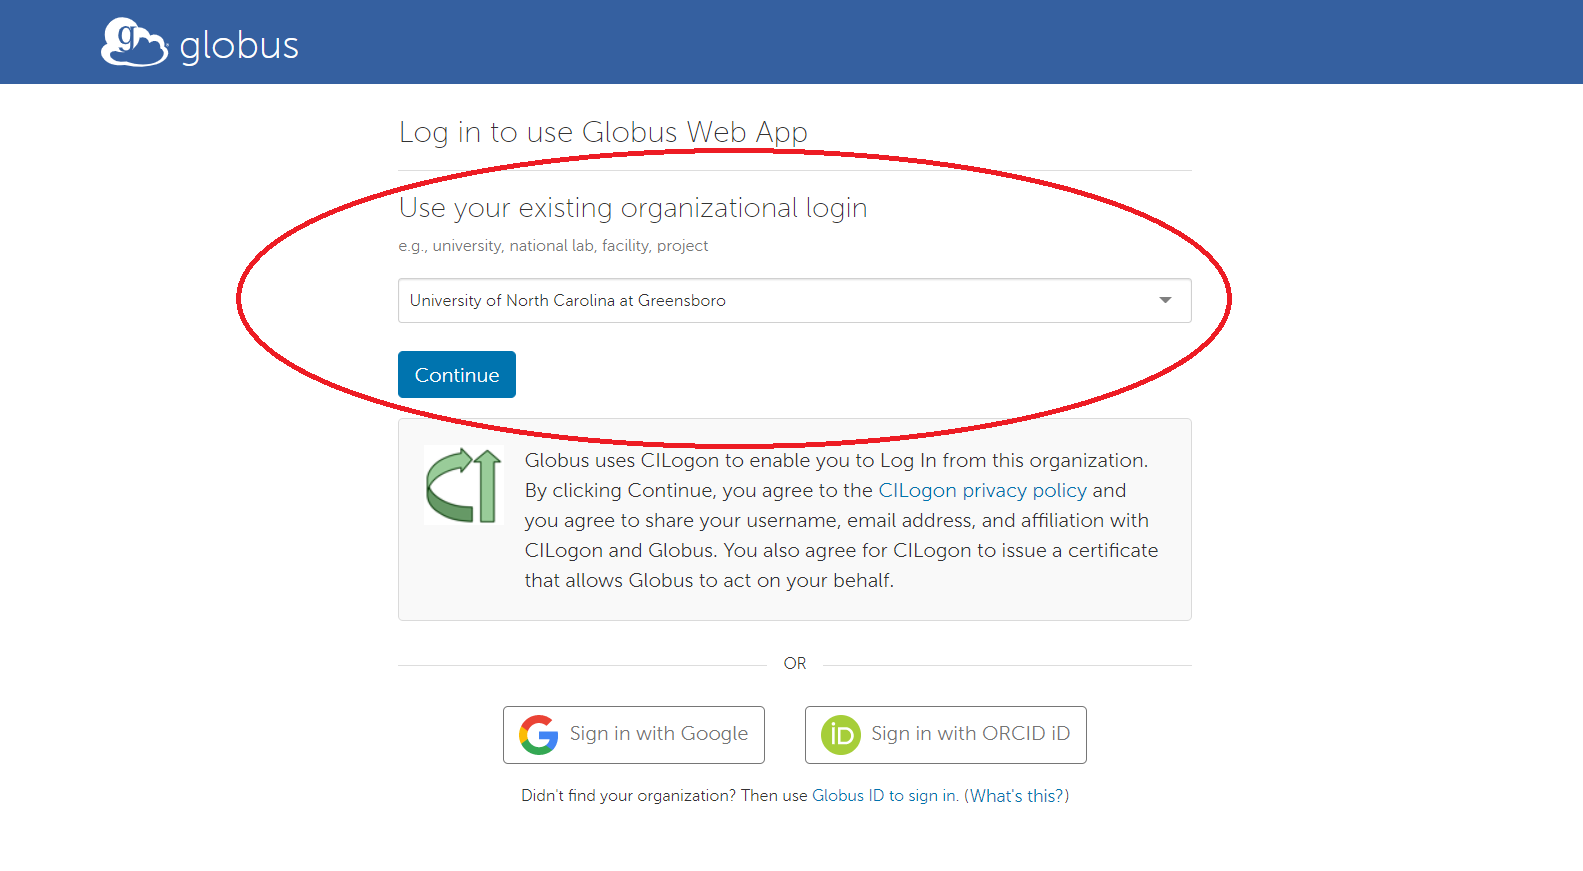 globus
Log in to use Globus Web App
Use your existing organizational login
e.g., university, national lab, facility, project
University of North Carolina at Greensboro
Continue
Globus uses CILogon to enable you to Log In from this organization.
By clicking Continue, you agree to the CILogon privacy policy and
you agree to share your username, email address, and affiliation with
CILogon and Globus. You also agree for CILogon to issue a certificate
that allows Globus to act on your behalf.
OR
Sign in with Google
iD Sign in with ORCID iD
Didn't find your organization? Then use Globus ID to sign in. (What's this?)